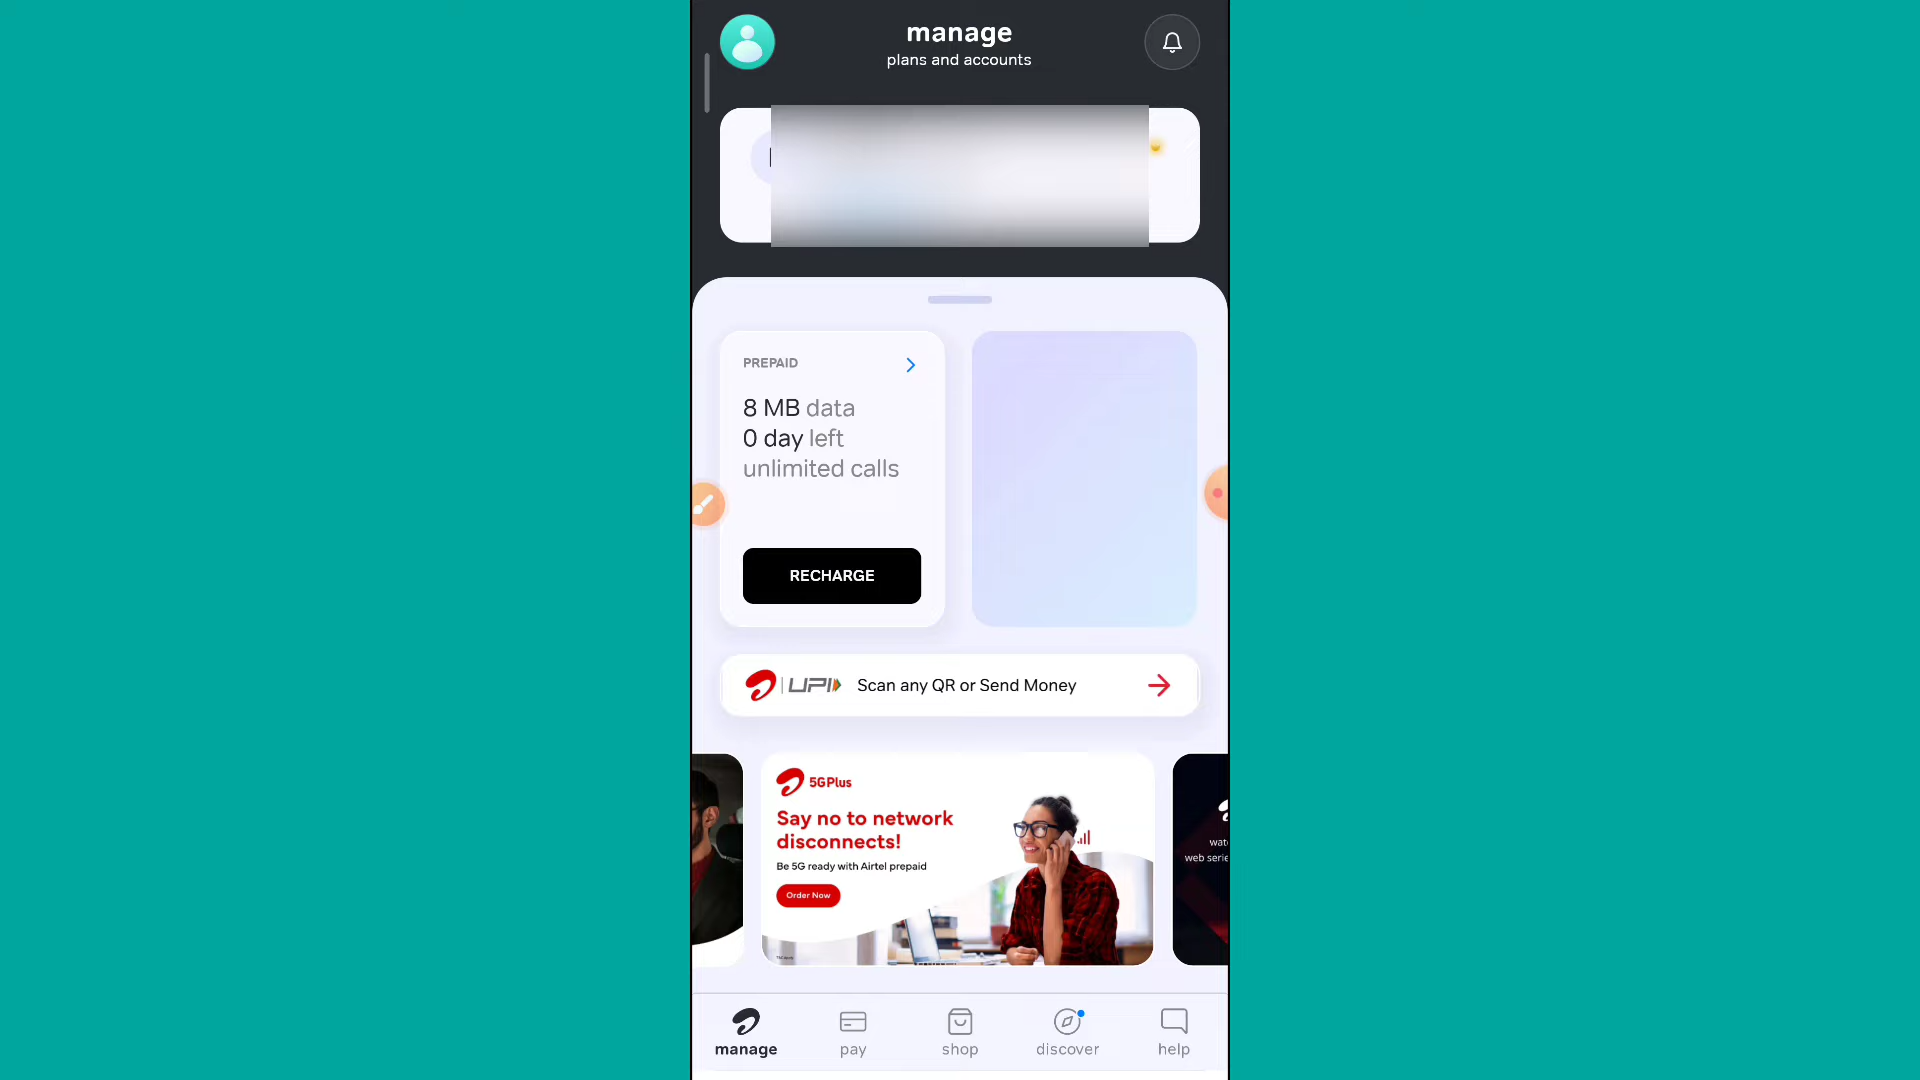 manage
plans and accounts
PREPAID
8 MB data
0 day left
unlimited calls
RECHARGE
UPI Scan any QR or Send Money
5G Plus
Say no to network
disconnects!
Be 5G ready with Airtel prepaid
Order Now
web serie
manage
pay
shop
discover
help